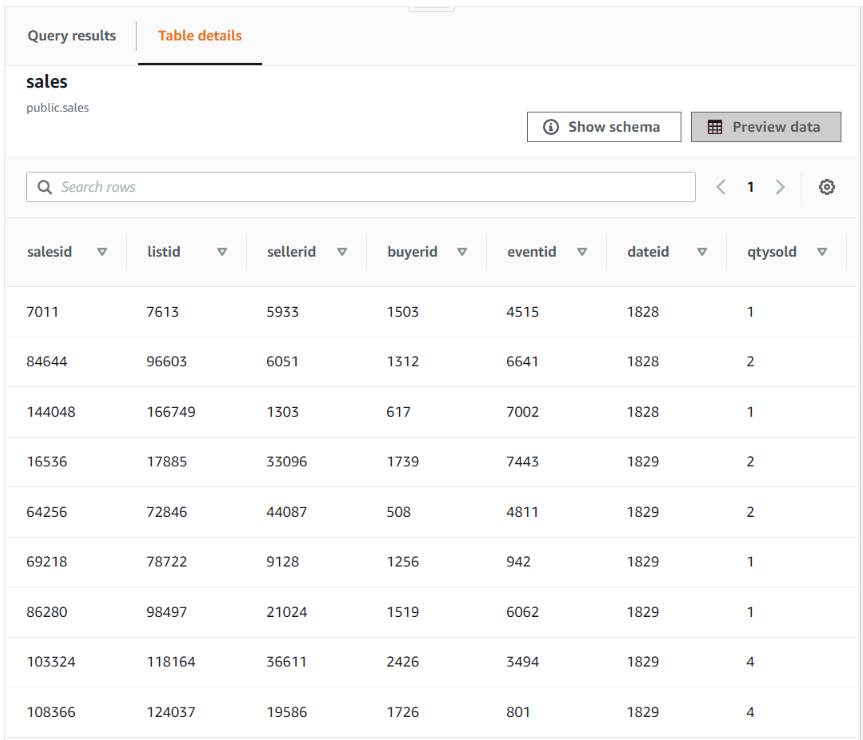 Query results Table details
sales
public.sales
Show schema Preview data
Search rows 1
salesid listid sellerid buyerid eventid dateid qtysold
7011 7613 5933 1503 4515 1828 1
84644 96603 6051 1312 6641 1828 2
144048 166749 1303 617 7002 1828 1
16536 17885 33096 1739 7443 1829 2
64256 72846 44087 508 4811 1829 2
69218 78722 9128 1256 942 1829 1
86280 98497 21024 1519 6062 1829 1
103324 118164 36611 2426 3494 1829 4
108366 124037 19586 1726 801 1829 4